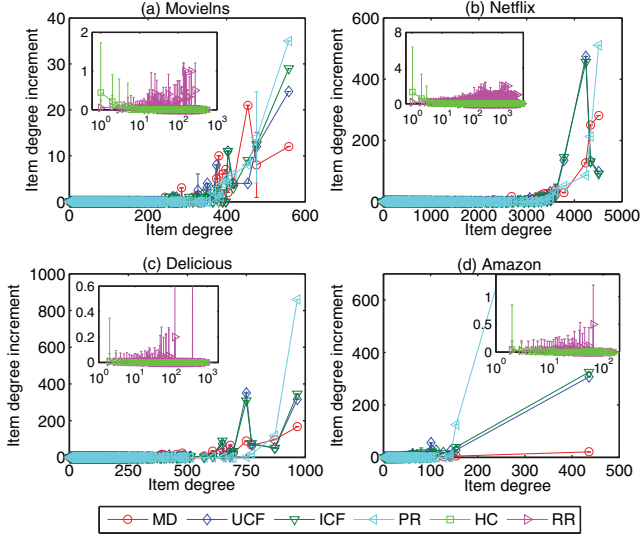 (a) Movielns
(b) Netflix
40
30
20
10
0
Item degree increment
2
1
0
10^0 10^1 10^2 10^3
0 200 400 600
Item degree
600
400
200
0
Item degree increment
8
4
0
10^0 10^1 10^2 10^3
0 1000 2000 3000 4000 5000
Item degree
(c) Delicious
(d) Amazon
1000
800
600
400
200
0
Item degree increment
0.6
0.4
0.2
0
10^0 10^1 10^2 10^3
0 250 500 750 1000
Item degree
600
400
200
0
Item degree increment
1
0.5
0
10^0 10^1 10^2
0 100 200 300 400 500
Item degree
MD UCF ICF PR HC RR